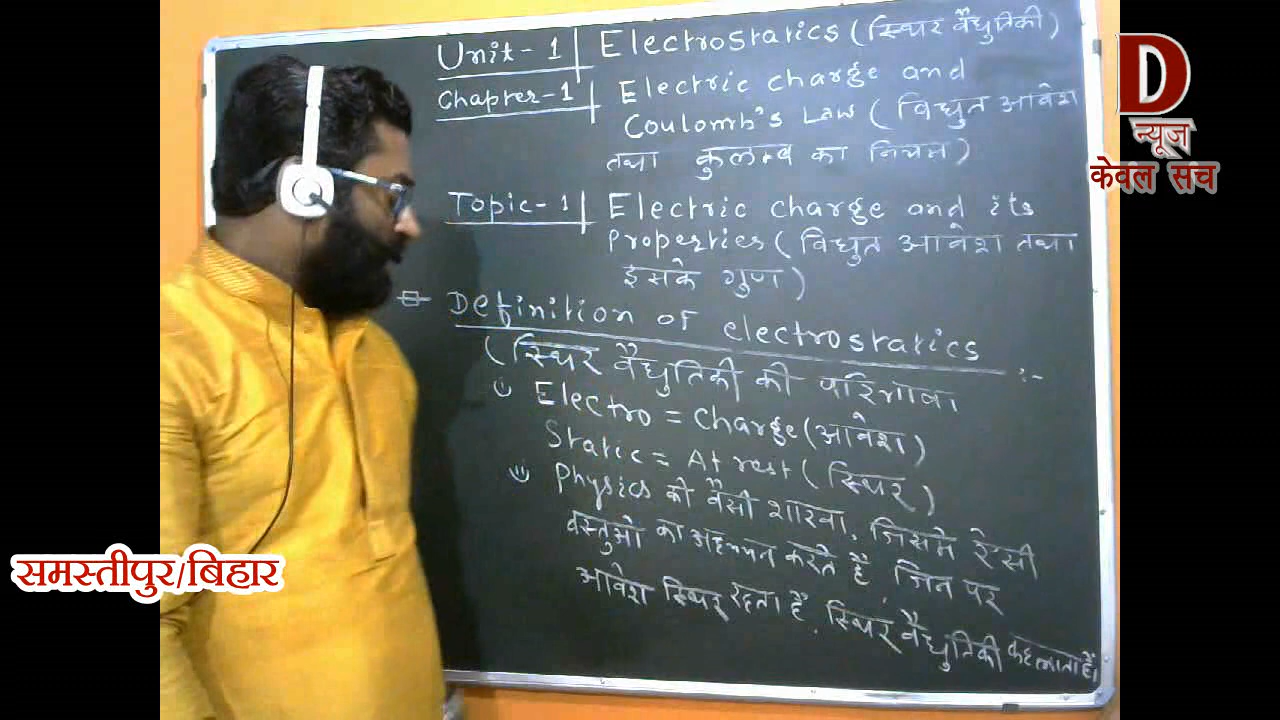 Unit-1 Electrostatics (स्थिर वैद्युतिकी)
Chapter-1 Electric charge and
Coulomb's Law (विद्युत आवेश
तथा कुलम्ब का नियम)
Topic-1 Electric charge and its
Properties (विद्युत आवेश तथा
इसके गुण)
Definition of electrostatics
(स्थिर वैद्युतिकी की परिभाषा :-
Electro = Charge (आवेश)
Static = At rest (स्थिर)
Physics की वैसी शाखा, जिसमे ऐसी
वस्तुओ का अध्ययन करते हैं, जिन पर
आवेश स्थिर रहता है, स्थिर वैद्युतिकी कहलाता है।
D
न्यूज
केवल सच
समस्तीपुर/बिहार